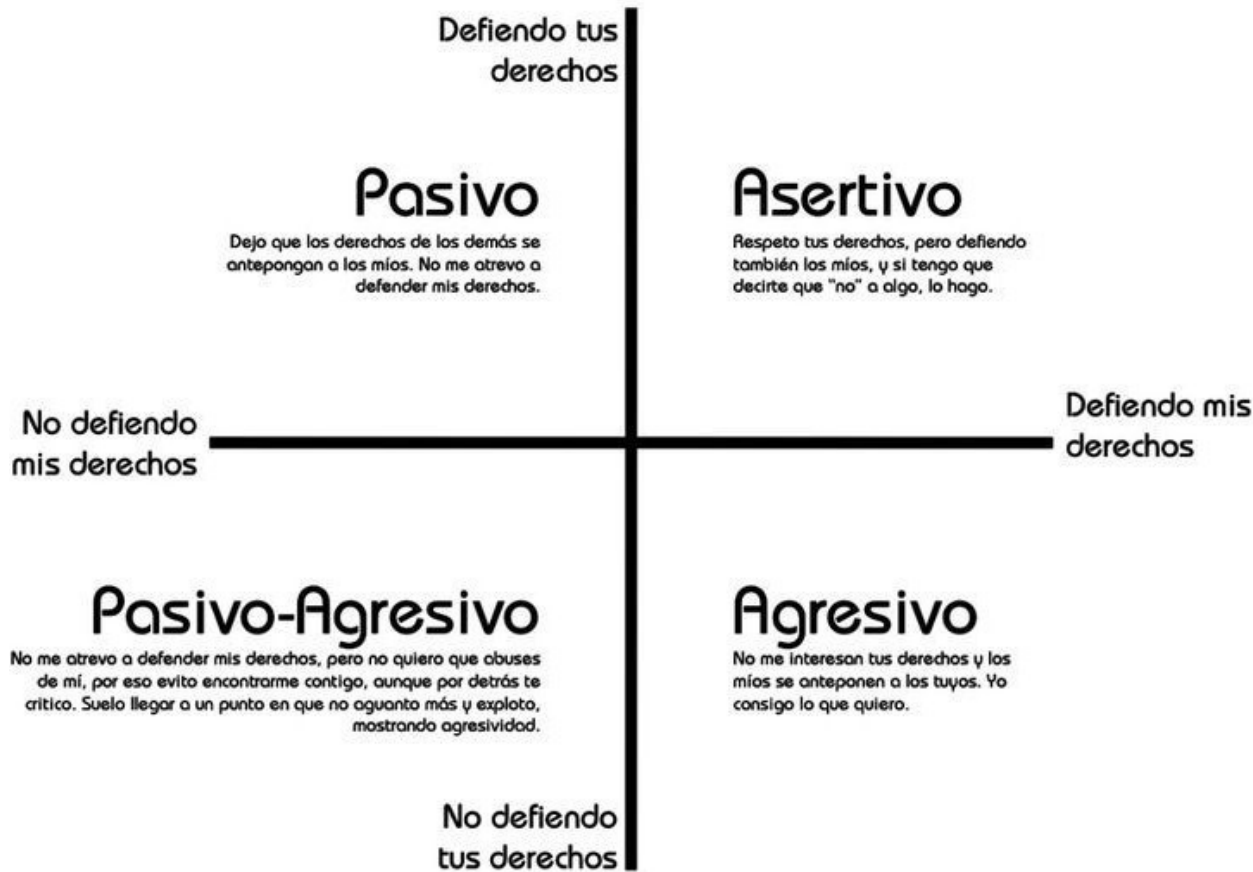 Defiendo tus
derechos
Pasivo
Dejo que los derechos de los demás se
antepongan a los míos. No me atrevo a
defender mis derechos.
Asertivo
Respeto tus derechos, pero defiendo
también los míos, y si tengo que
decirte que "no" a algo, lo hago.
No defiendo
mis derechos
Defiendo mis
derechos
Pasivo-Agresivo
No me atrevo a defender mis derechos, pero no quiero que abuses
de mí, por eso evito encontrarme contigo, aunque por detrás te
critico. Suelo llegar a un punto en que no aguanto más y exploto,
mostrando agresividad.
Agresivo
No me interesan tus derechos y los
míos se anteponen a los tuyos. Yo
consigo lo que quiero.
No defiendo
tus derechos